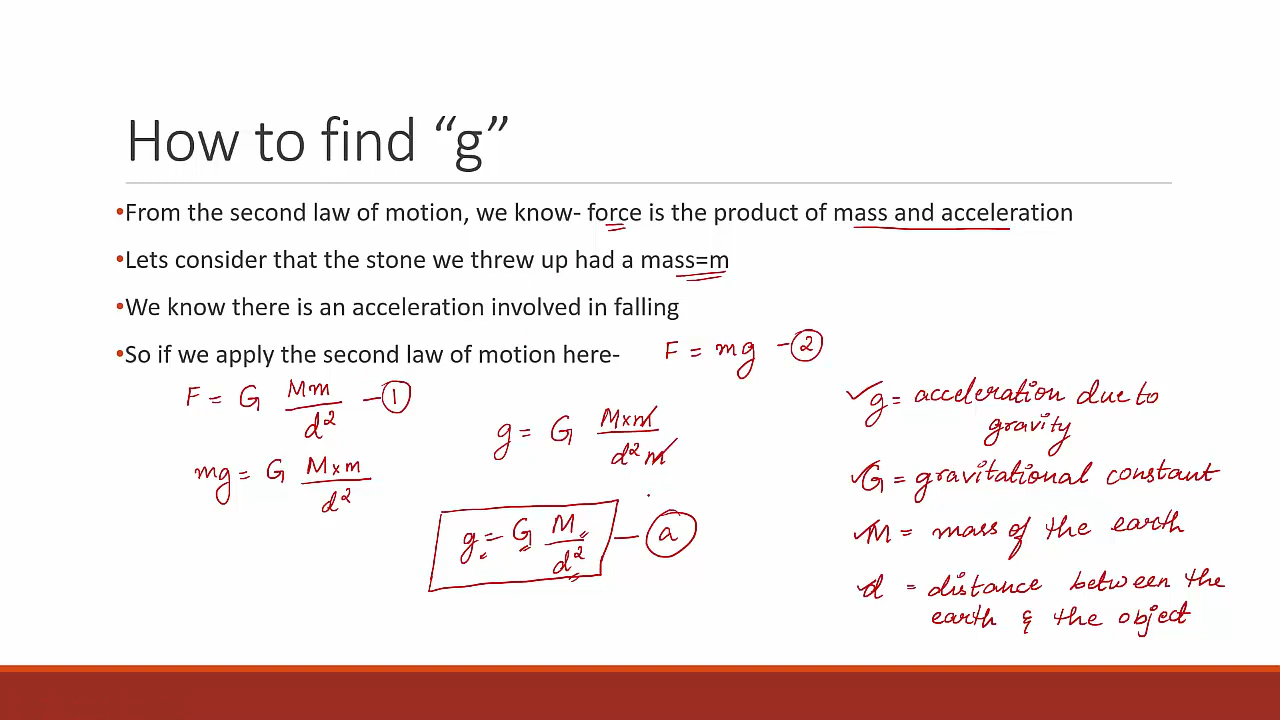 How to find “g”
•From the second law of motion, we know- force is the product of mass and acceleration
•Lets consider that the stone we threw up had a mass=m
•We know there is an acceleration involved in falling
•So if we apply the second law of motion here- F = mg - ②
F = G Mm/d² - ①
mg = G M×m/d²
g = G M×m/d² m
g = G M/d² - ⓐ
✓g = acceleration due to
gravity
✓G = gravitational constant
✓M = mass of the earth
✓d = distance between the
earth & the object